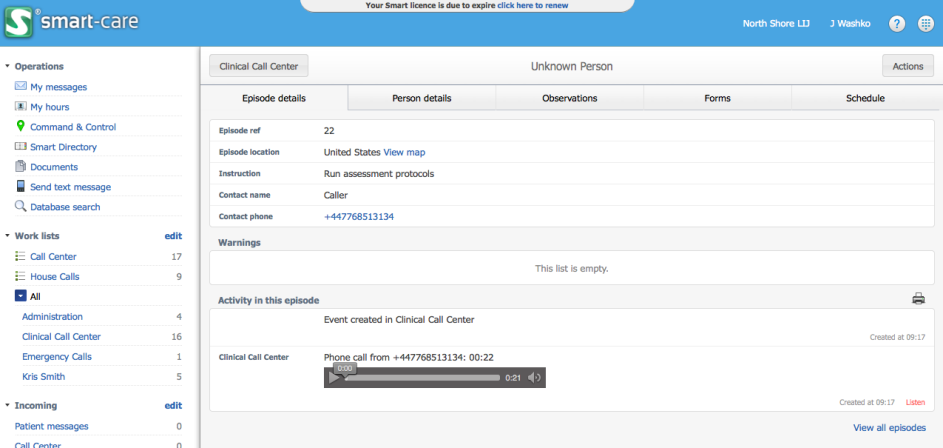 Your Smart licence is due to expire click here to renew
smart-care
North Shore LIJ J Washko ?
Operations
My messages
My hours
Command & Control
Smart Directory
Documents
Send text message
Database search
Work lists edit
Call Center 17
House Calls 9
All
Administration 4
Clinical Call Center 16
Emergency Calls 1
Kris Smith 5
Incoming edit
Patient messages 0
Call Center 0
Clinical Call Center Unknown Person Actions
Episode details Person details Observations Forms Schedule
Episode ref 22
Episode location United States View map
Instruction Run assessment protocols
Contact name Caller
Contact phone +447768513134
Warnings
This list is empty.
Activity in this episode
Event created in Clinical Call Center
Created at 09:17
Clinical Call Center Phone call from +447768513134: 00:22
0:00
0:21
Created at 09:17 Listen
View all episodes